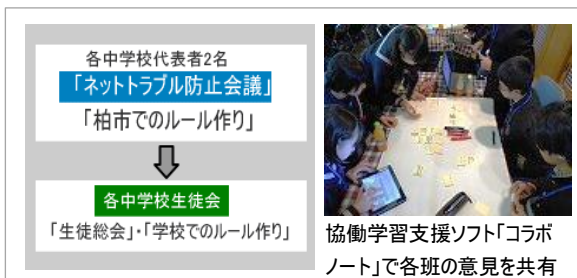 各中学校代表者2名
「ネットトラブル防止会議」
「柏市でのルール作り」
各中学校生徒会
「生徒総会」・「学校でのルール作り」
協働学習支援ソフト「コラボ
ノート」で各班の意見を共有